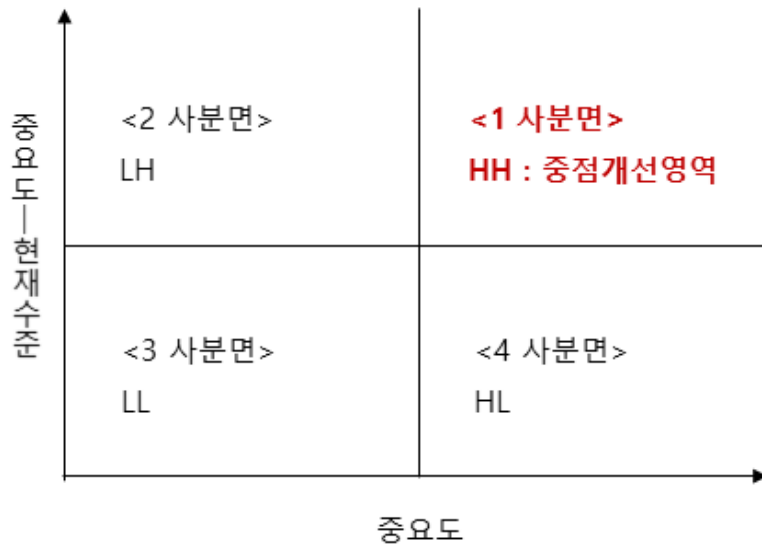 <2 사분면>
LH
<1 사분면>
HH : 중점개선영역
중요도—현재수준
<3 사분면>
LL
<4 사분면>
HL
중요도